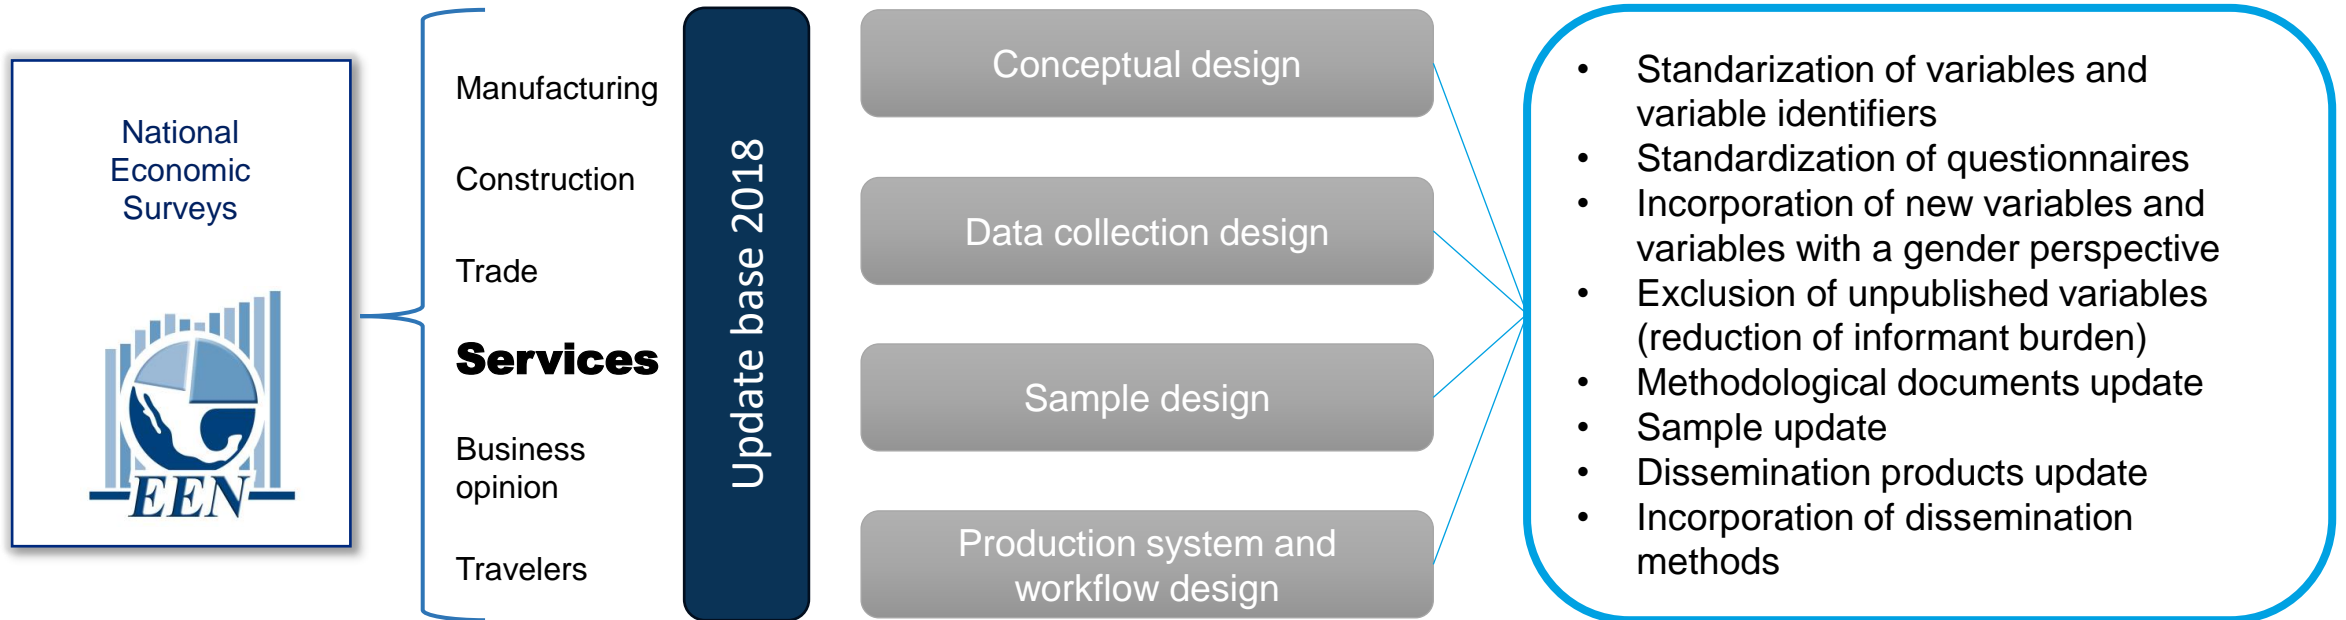 National
Economic
Surveys
EEN
Manufacturing
Construction
Trade
Services
Business
opinion
Travelers
Update base 2018
Conceptual design
Data collection design
Sample design
Production system and
workflow design
• Standarization of variables and
variable identifiers
• Standardization of questionnaires
• Incorporation of new variables and
variables with a gender perspective
• Exclusion of unpublished variables
(reduction of informant burden)
• Methodological documents update
• Sample update
• Dissemination products update
• Incorporation of dissemination
methods